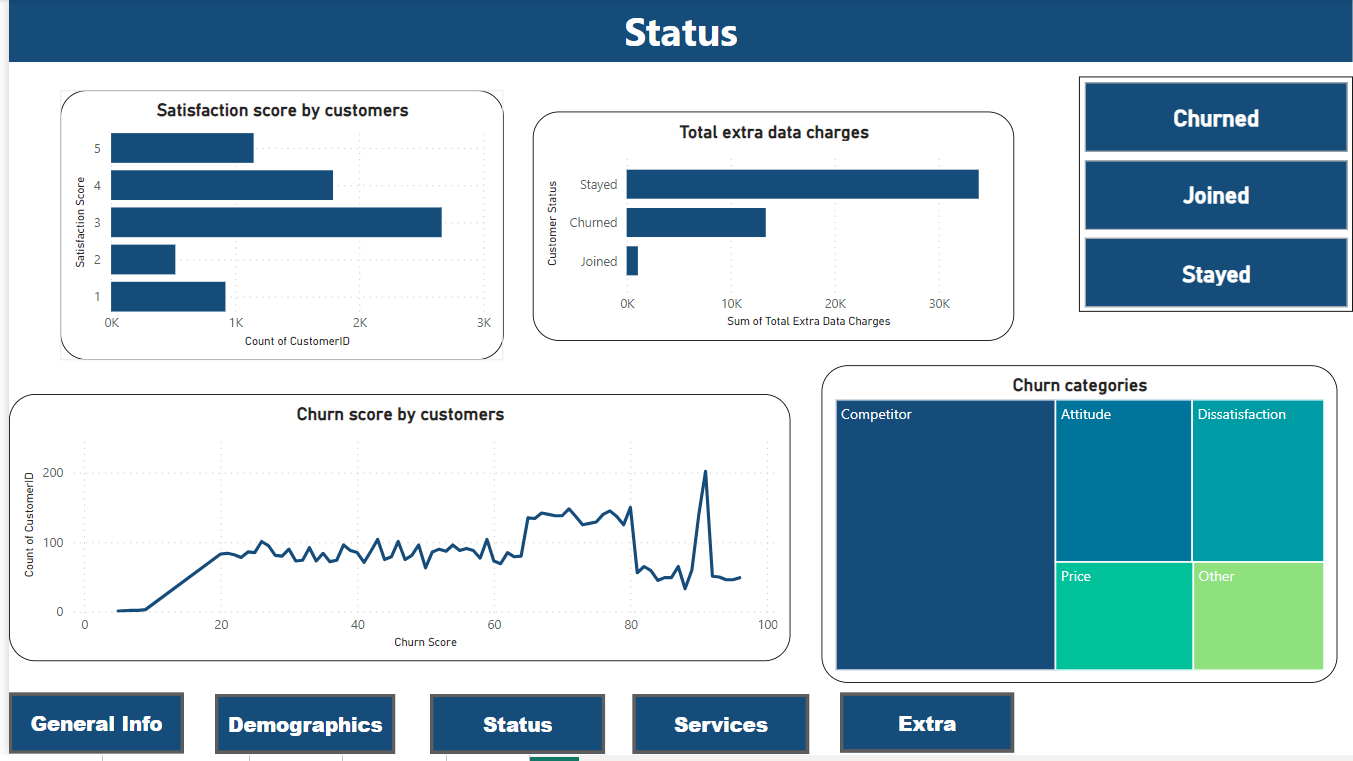 Status
Satisfaction score by customers
Satisfaction Score
5
4
3
2
1
0K 1K 2K 3K
Count of CustomerID
Total extra data charges
Customer Status
Stayed
Churned
Joined
0K 10K 20K 30K
Sum of Total Extra Data Charges
Churned
Joined
Stayed
Churn score by customers
Count of CustomerID
200
100
0
0 20 40 60 80 100
Churn Score
Churn categories
Competitor
Attitude
Dissatisfaction
Price
Other
General Info
Demographics
Status
Services
Extra